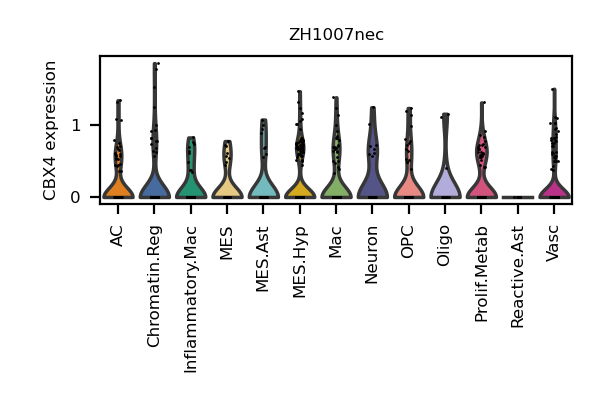 ZH1007nec
CBX4 expression
1
0
AC
Chromatin.Reg
Inflammatory.Mac
MES
MES.Ast
MES.Hyp
Mac
Neuron
OPC
Oligo
Prolif.Metab
Reactive.Ast
Vasc